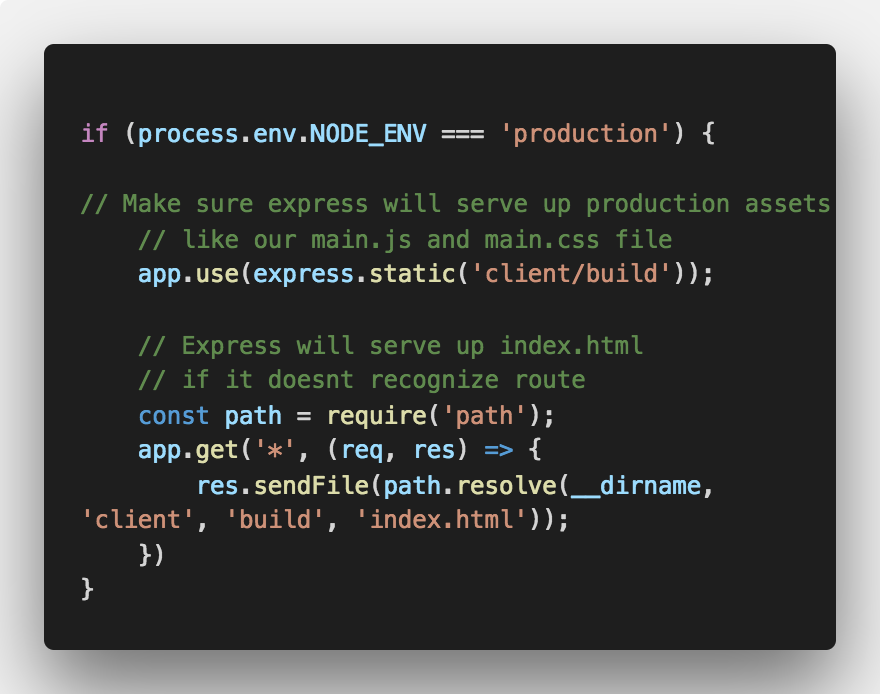 if (process.env.NODE_ENV === 'production') {
// Make sure express will serve up production assets
// like our main.js and main.css file
app.use(express.static('client/build'));
// Express will serve up index.html
// if it doesnt recognize route
const path = require('path');
app.get('*', (req, res) => {
res.sendFile(path.resolve(__dirname,
'client', 'build', 'index.html'));
})
}